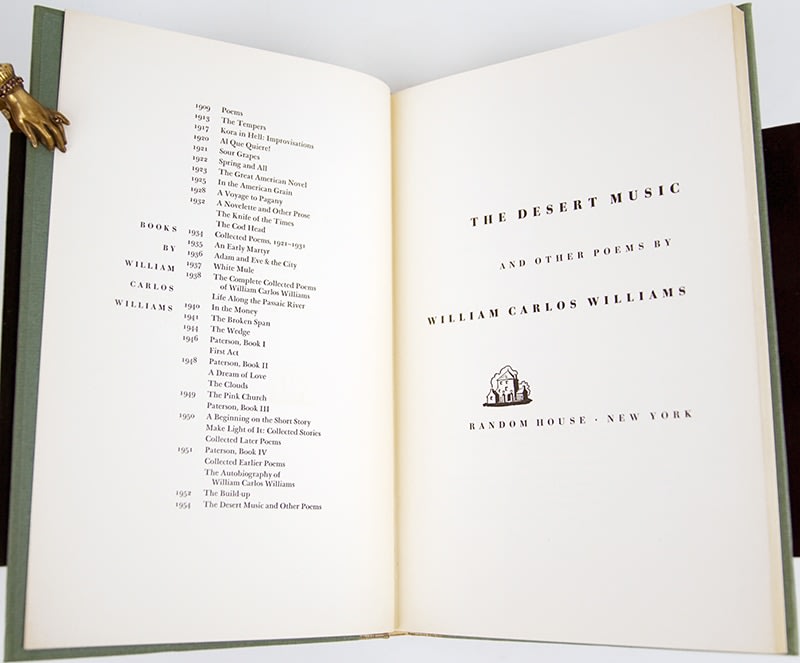 BOOKS
BY
WILLIAM
CARLOS
WILLIAMS
1909 Poems
1913 The Tempers
1917 Kora in Hell: Improvisations
1920 Al Que Quiere!
1921 Sour Grapes
1922 Spring and All
1923 The Great American Novel
1925 In the American Grain
1928 A Voyage to Pagany
1932 A Novelette and Other Prose
The Knife of the Times
The Cod Head
1934 Collected Poems, 1921–1931
1935 An Early Martyr
1936 Adam and Eve & the City
1937 White Mule
1938 The Complete Collected Poems
of William Carlos Williams
Life Along the Passaic River
1940 In the Money
1941 The Broken Span
1944 The Wedge
1946 Paterson, Book I
First Act
1948 Paterson, Book II
A Dream of Love
The Clouds
1949 The Pink Church
Paterson, Book III
1950 A Beginning on the Short Story
Make Light of It: Collected Stories
Collected Later Poems
1951 Paterson, Book IV
Collected Earlier Poems
The Autobiography of
William Carlos Williams
1952 The Build-up
1954 The Desert Music and Other Poems
THE DESERT MUSIC
AND OTHER POEMS BY
WILLIAM CARLOS WILLIAMS
RANDOM HOUSE · NEW YORK